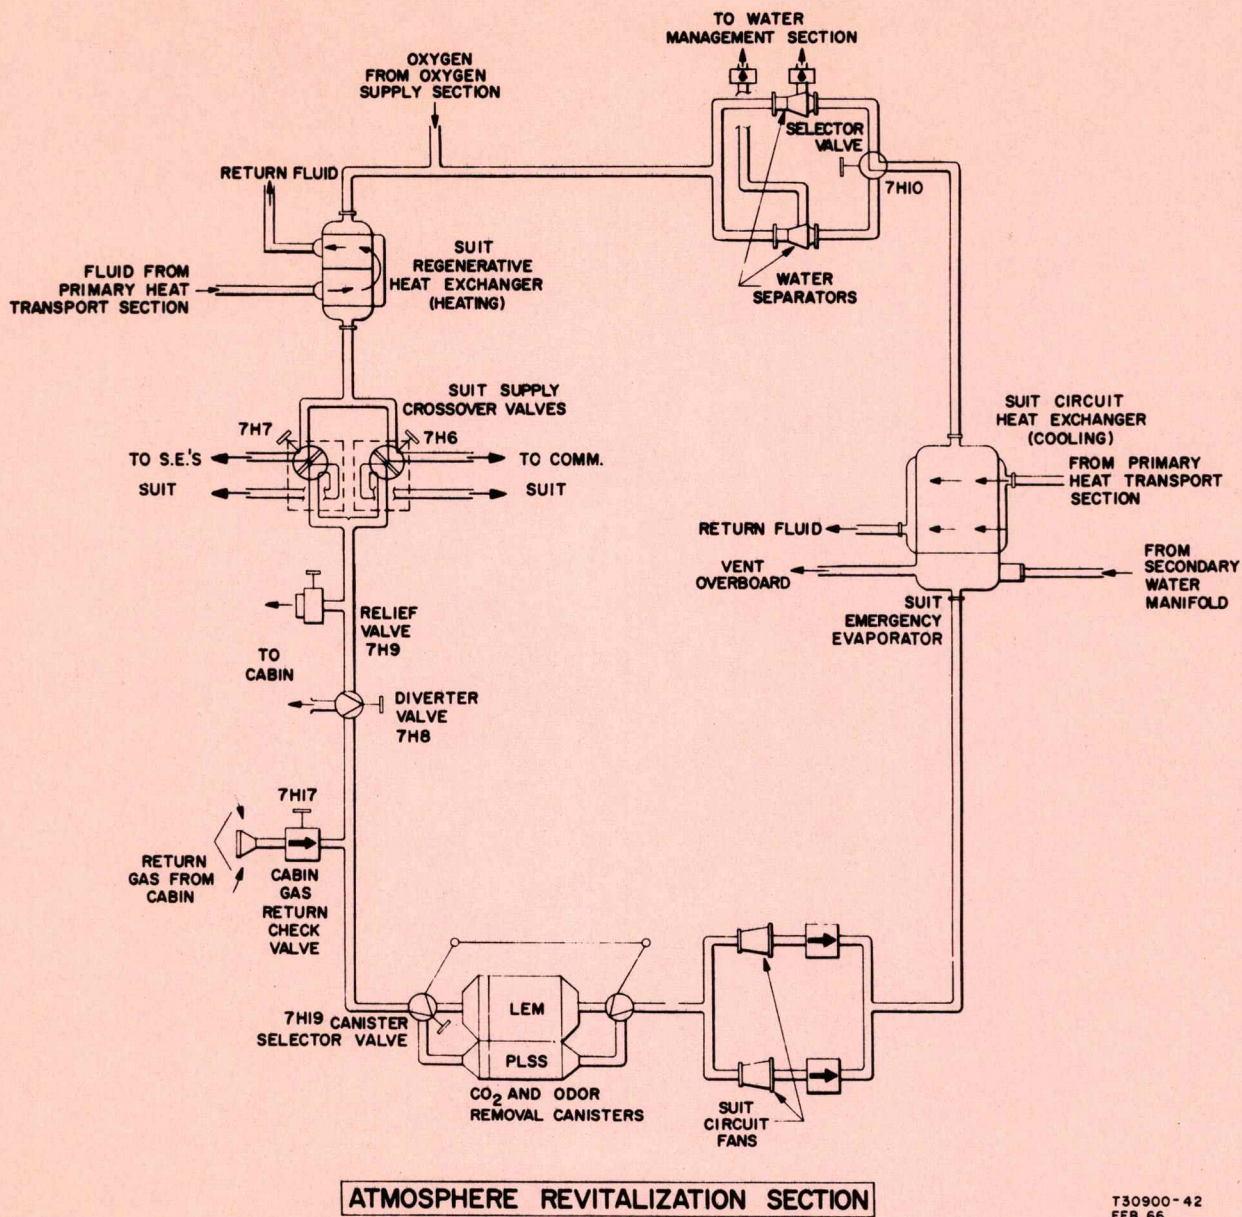 TO WATER
MANAGEMENT SECTION
OXYGEN
FROM OXYGEN
SUPPLY SECTION
SELECTOR
VALVE
7H10
RETURN FLUID
SUIT
REGENERATIVE
HEAT EXCHANGER
(HEATING)
FLUID FROM
PRIMARY HEAT
TRANSPORT SECTION
WATER
SEPARATORS
SUIT SUPPLY
CROSSOVER VALVES
7H7
7H6
TO S.E.'S
SUIT
TO COMM.
SUIT
SUIT CIRCUIT
HEAT EXCHANGER
(COOLING)
FROM PRIMARY
HEAT TRANSPORT
SECTION
RETURN FLUID
VENT
OVERBOARD
FROM
SECONDARY
WATER
MANIFOLD
SUIT
EMERGENCY
EVAPORATOR
RELIEF
VALVE
7H9
TO
CABIN
DIVERTER
VALVE
7H8
7H17
RETURN
GAS FROM
CABIN
CABIN
GAS
RETURN
CHECK
VALVE
LEM
7H19 CANISTER
SELECTOR VALVE
PLSS
CO2 AND ODOR
REMOVAL CANISTERS
SUIT
CIRCUIT
FANS
ATMOSPHERE REVITALIZATION SECTION
T30900-42
FEB 66